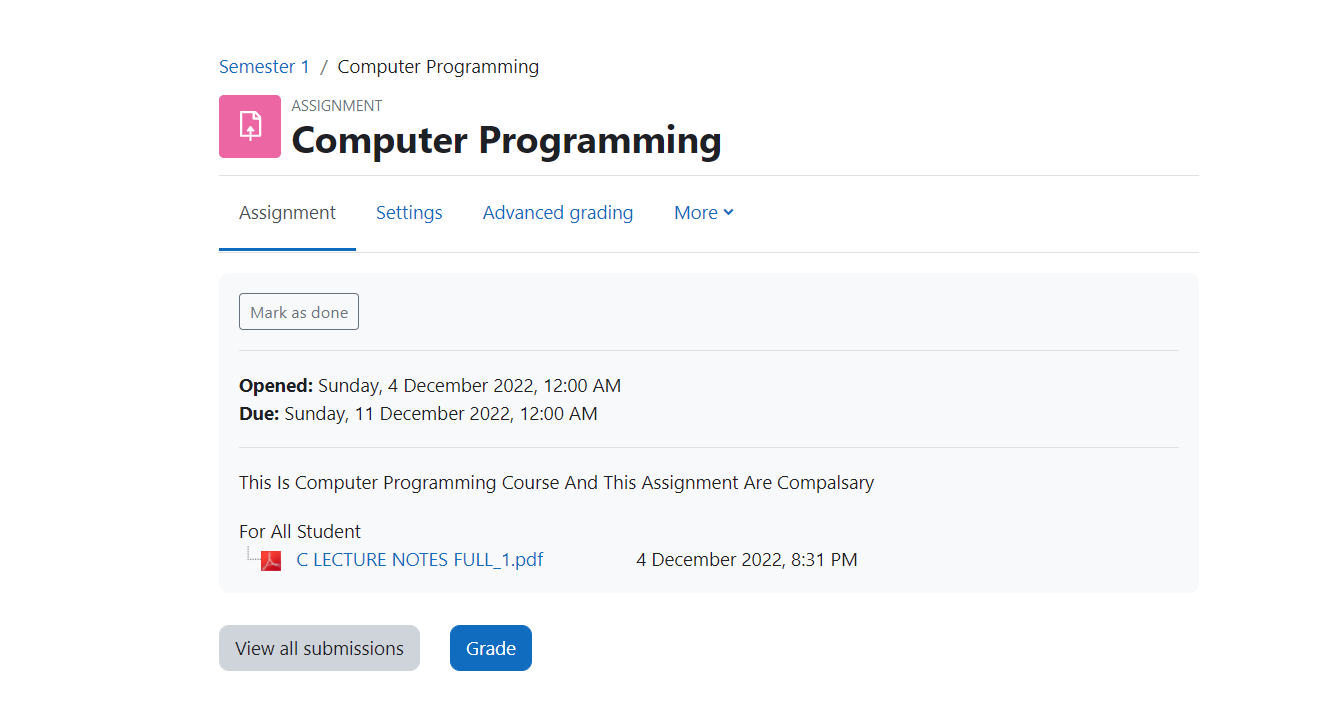 Semester 1 / Computer Programming
ASSIGNMENT
Computer Programming
Assignment Settings Advanced grading More
Mark as done
Opened: Sunday, 4 December 2022, 12:00 AM
Due: Sunday, 11 December 2022, 12:00 AM
This Is Computer Programming Course And This Assignment Are Compalsary
For All Student
C LECTURE NOTES FULL_1.pdf 4 December 2022, 8:31 PM
View all submissions Grade